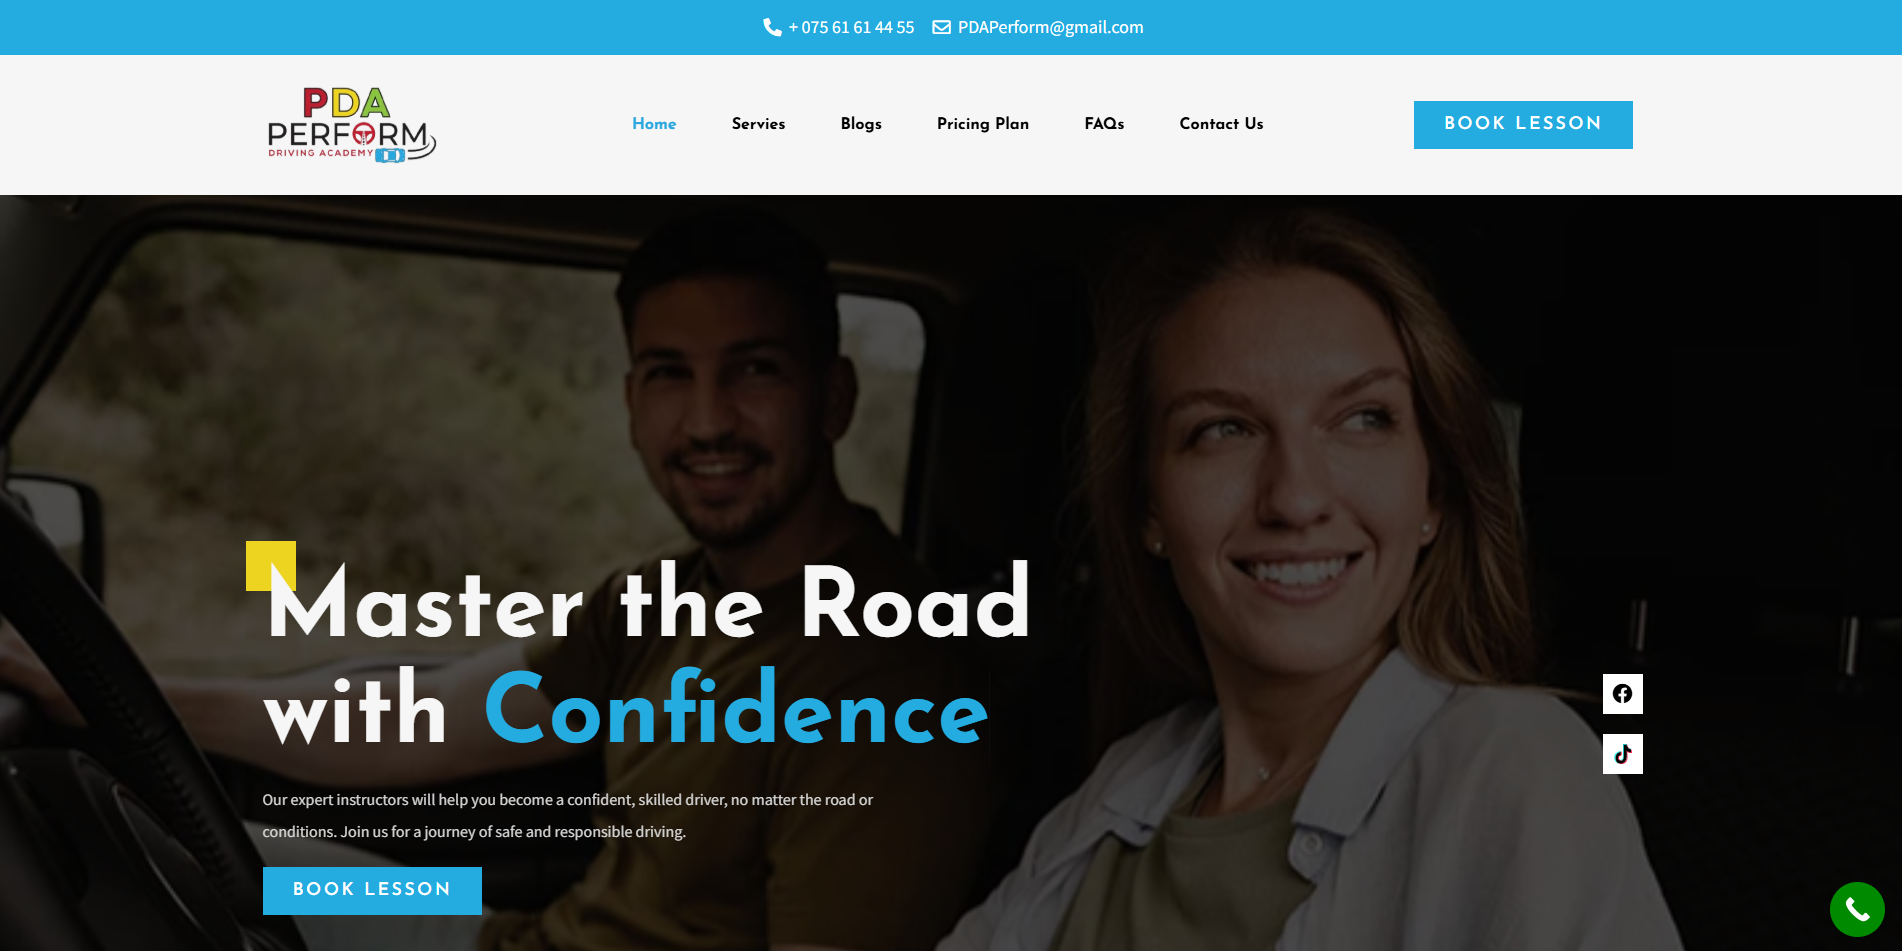 + 075 61 61 44 55 PDAPerform@gmail.com
PDA
PERFORM
DRIVING ACADEMY
Home Servies Blogs Pricing Plan FAQs Contact Us
BOOK LESSON
Master the Road
with Confidence
Our expert instructors will help you become a confident, skilled driver, no matter the road or
conditions. Join us for a journey of safe and responsible driving.
BOOK LESSON